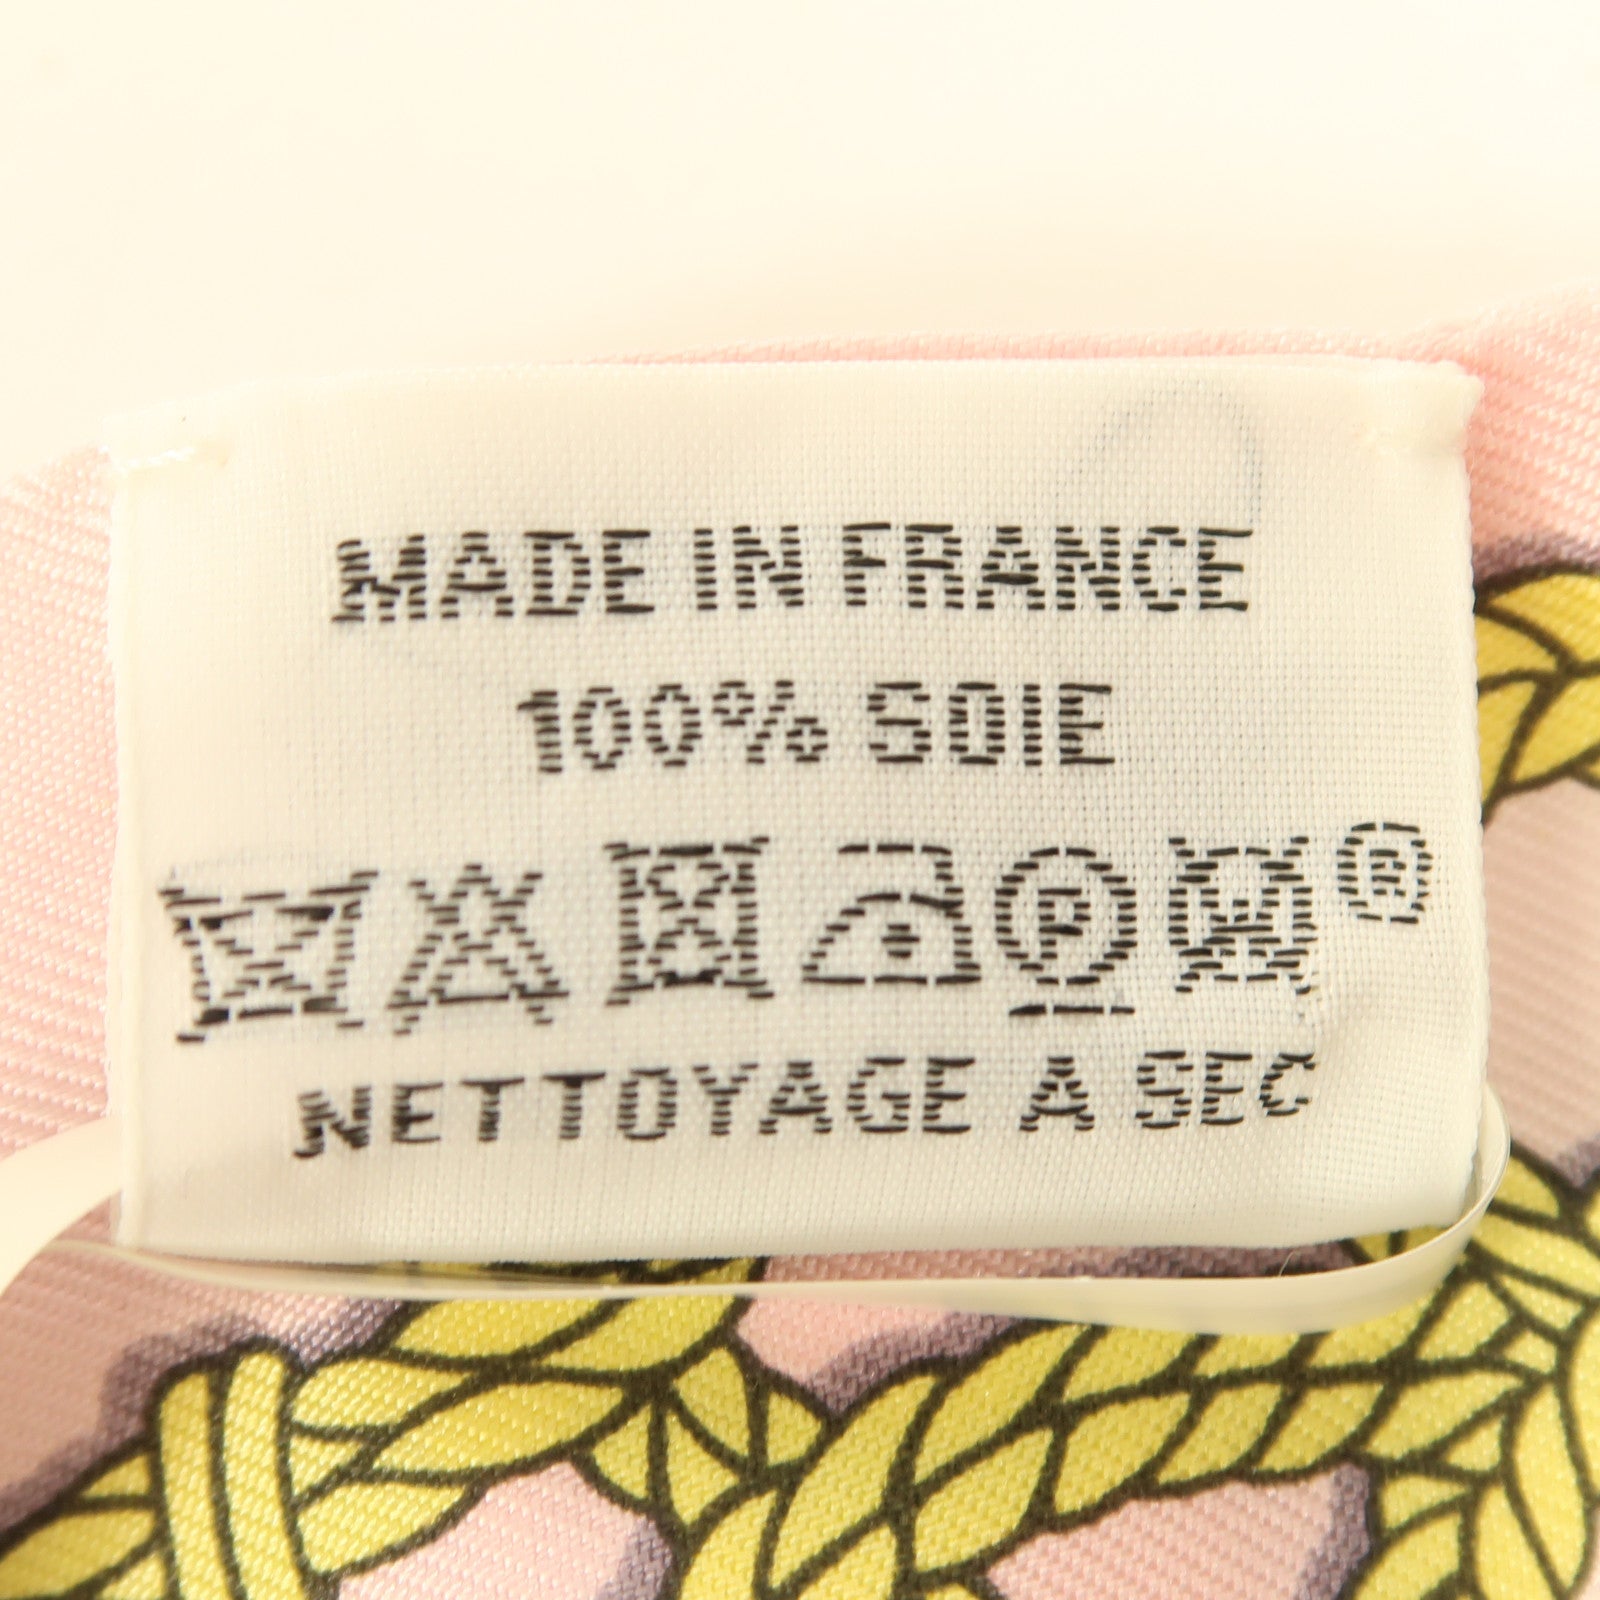 MADE IN FRANCE
100% SOIE
P W ®
NETTOYAGE A SEC